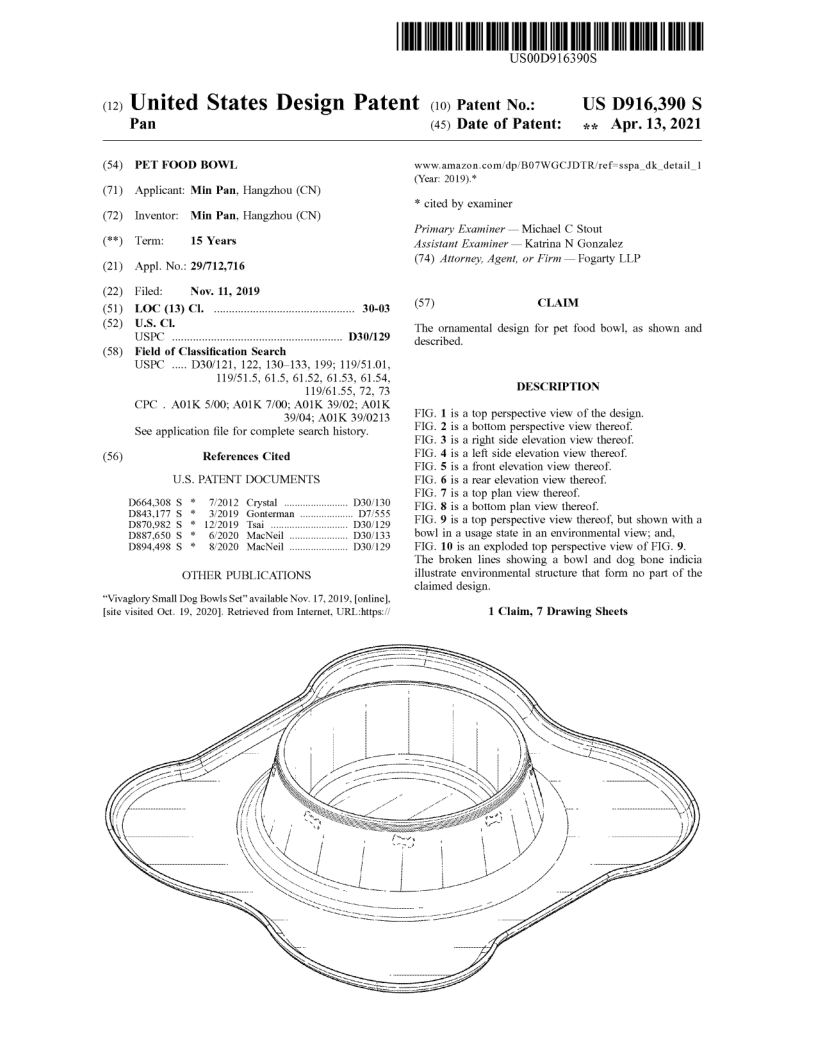 US00D916390S
(12) United States Design Patent
Pan
(10) Patent No.: US D916,390 S
(45) Date of Patent: ** Apr. 13, 2021
(54) PET FOOD BOWL
(71) Applicant: Min Pan, Hangzhou (CN)
(72) Inventor: Min Pan, Hangzhou (CN)
(**) Term: 15 Years
(21) Appl. No.: 29/712,716
(22) Filed: Nov. 11, 2019
(51) LOC (13) Cl. ................................................ 30-03
(52) U.S. Cl.
USPC .......................................................... D30/129
(58) Field of Classification Search
USPC ..... D30/121, 122, 130–133, 199; 119/51.01,
119/51.5, 61.5, 61.52, 61.53, 61.54,
119/61.55, 72, 73
CPC . A01K 5/00; A01K 7/00; A01K 39/02; A01K
39/04; A01K 39/0213
See application file for complete search history.
(56) References Cited
U.S. PATENT DOCUMENTS
D664,308 S * 7/2012 Crystal ........................ D30/130
D843,177 S * 3/2019 Gonterman .................... D7/555
D870,982 S * 12/2019 Tsai ............................. D30/129
D887,650 S * 6/2020 MacNeil ...................... D30/133
D894,498 S * 8/2020 MacNeil ...................... D30/129
OTHER PUBLICATIONS
“Vivaglory Small Dog Bowls Set” available Nov. 17, 2019, [online],
[site visited Oct. 19, 2020]. Retrieved from Internet, URL:https://
www.amazon.com/dp/B07WGCJDTR/ref=sspa_dk_detail_1
(Year: 2019).*
* cited by examiner
Primary Examiner — Michael C Stout
Assistant Examiner — Katrina N Gonzalez
(74) Attorney, Agent, or Firm — Fogarty LLP
(57) CLAIM
The ornamental design for pet food bowl, as shown and
described.
DESCRIPTION
FIG. 1 is a top perspective view of the design.
FIG. 2 is a bottom perspective view thereof.
FIG. 3 is a right side elevation view thereof.
FIG. 4 is a left side elevation view thereof.
FIG. 5 is a front elevation view thereof.
FIG. 6 is a rear elevation view thereof.
FIG. 7 is a top plan view thereof.
FIG. 8 is a bottom plan view thereof.
FIG. 9 is a top perspective view thereof, but shown with a
bowl in a usage state in an environmental view; and,
FIG. 10 is an exploded top perspective view of FIG. 9.
The broken lines showing a bowl and dog bone indicia
illustrate environmental structure that form no part of the
claimed design.
1 Claim, 7 Drawing Sheets